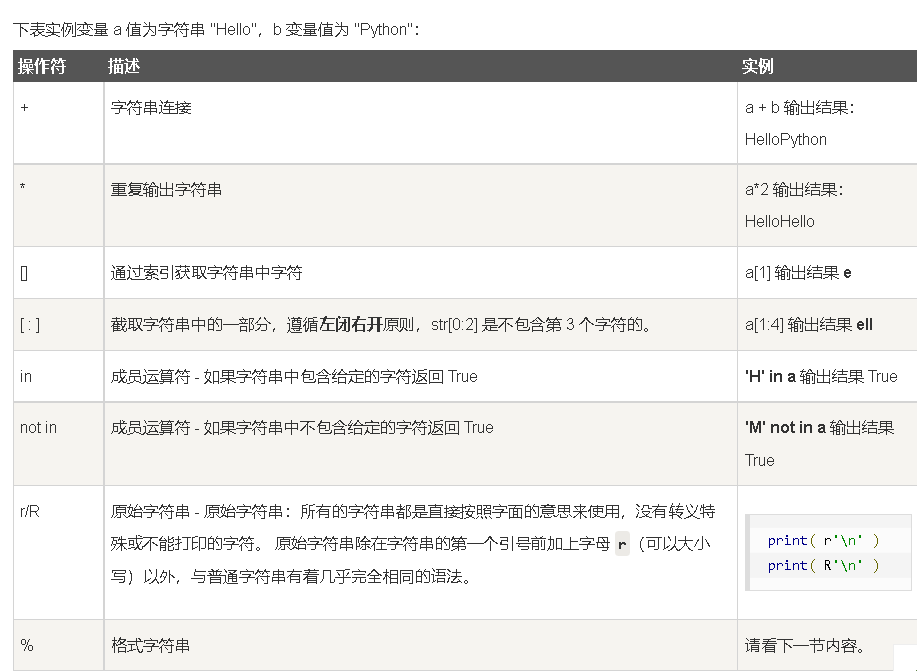 下表实例变量 a 值为字符串 "Hello"，b 变量值为 "Python"：
操作符 描述 实例
+ 字符串连接 a + b 输出结果：
HelloPython
* 重复输出字符串 a*2 输出结果：
HelloHello
[] 通过索引获取字符串中字符 a[1] 输出结果 e
[ : ] 截取字符串中的一部分，遵循左闭右开原则，str[0:2] 是不包含第 3 个字符的。 a[1:4] 输出结果 ell
in 成员运算符 - 如果字符串中包含给定的字符返回 True 'H' in a 输出结果 True
not in 成员运算符 - 如果字符串中不包含给定的字符返回 True 'M' not in a 输出结果
True
r/R 原始字符串 - 原始字符串：所有的字符串都是直接按照字面的意思来使用，没有转义特
殊或不能打印的字符。 原始字符串除在字符串的第一个引号前加上字母 r （可以大小
写）以外，与普通字符串有着几乎完全相同的语法。
print( r'\n' )
print( R'\n' )
% 格式字符串 请看下一节内容。